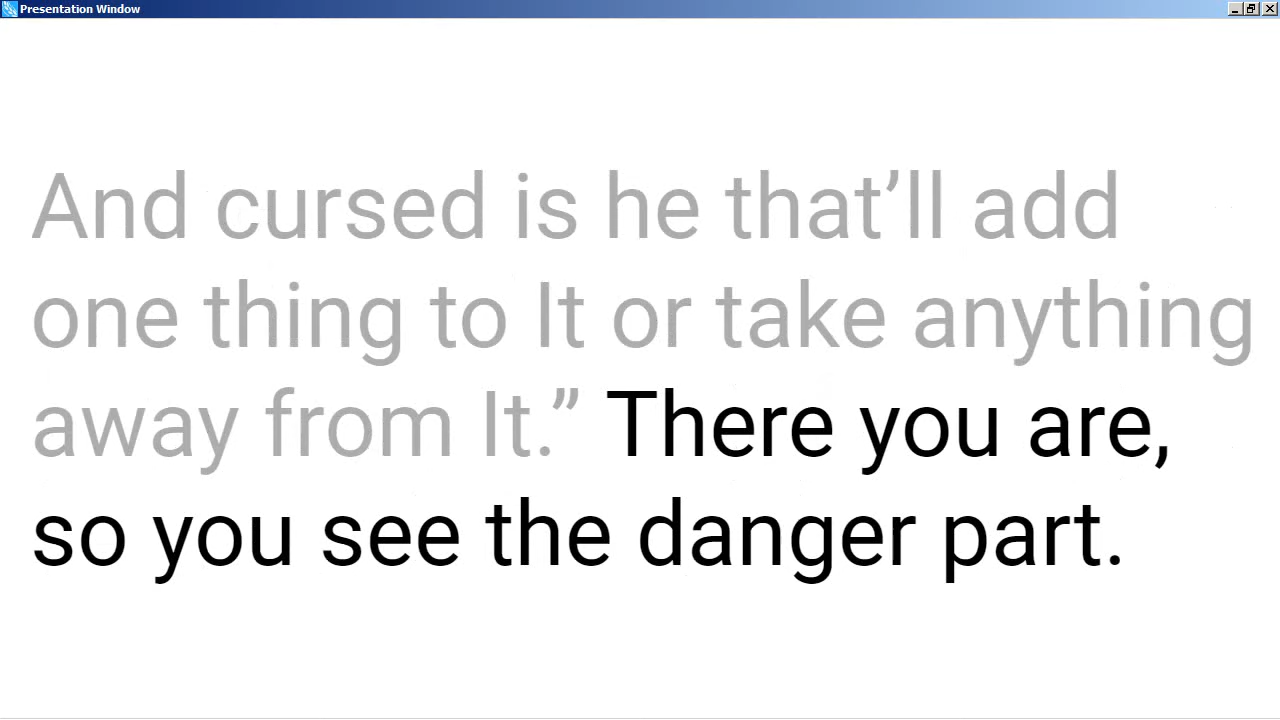 Presentation Window
And cursed is he that’ll add
one thing to It or take anything
away from It.” There you are,
so you see the danger part.